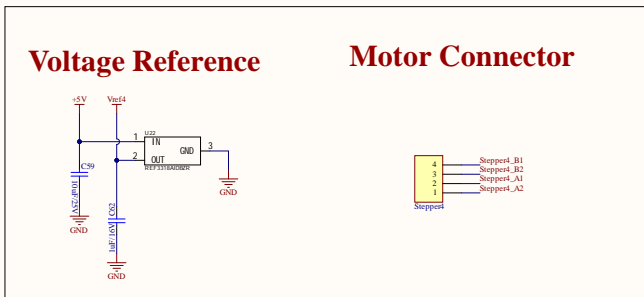 Voltage Reference
Motor Connector
+5V
Vref4
U22
1
IN
GND
3
2
OUT
REF3318AIDBZR
C59
10uF/25V
GND
C62
1uF/16V
GND
GND
4
Stepper4_B1
3
Stepper4_B2
2
Stepper4_A1
1
Stepper4_A2
Stepper4